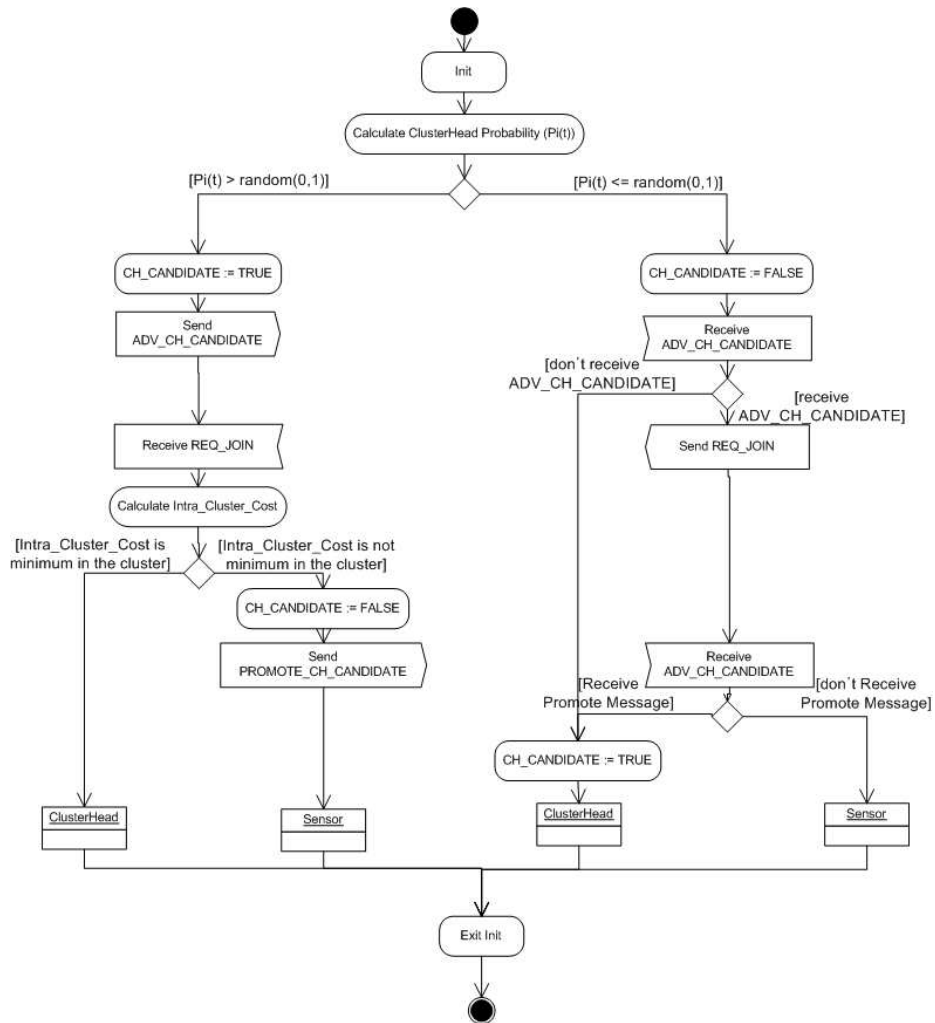 Init
Calculate ClusterHead Probability (Pi(t))
[Pi(t) > random(0,1)]
[Pi(t) <= random(0,1)]
CH_CANDIDATE := TRUE
CH_CANDIDATE := FALSE
Send
ADV_CH_CANDIDATE
Receive
ADV_CH_CANDIDATE
[don´t receive
ADV_CH_CANDIDATE]
[receive
ADV_CH_CANDIDATE]
Receive REQ_JOIN
Send REQ_JOIN
Calculate Intra_Cluster_Cost
[Intra_Cluster_Cost is
minimum in the cluster]
[Intra_Cluster_Cost is not
minimum in the cluster]
CH_CANDIDATE := FALSE
Send
PROMOTE_CH_CANDIDATE
Receive
ADV_CH_CANDIDATE
[Receive
Promote Message]
[don´t Receive
Promote Message]
CH_CANDIDATE := TRUE
ClusterHead
Sensor
ClusterHead
Sensor
Exit Init